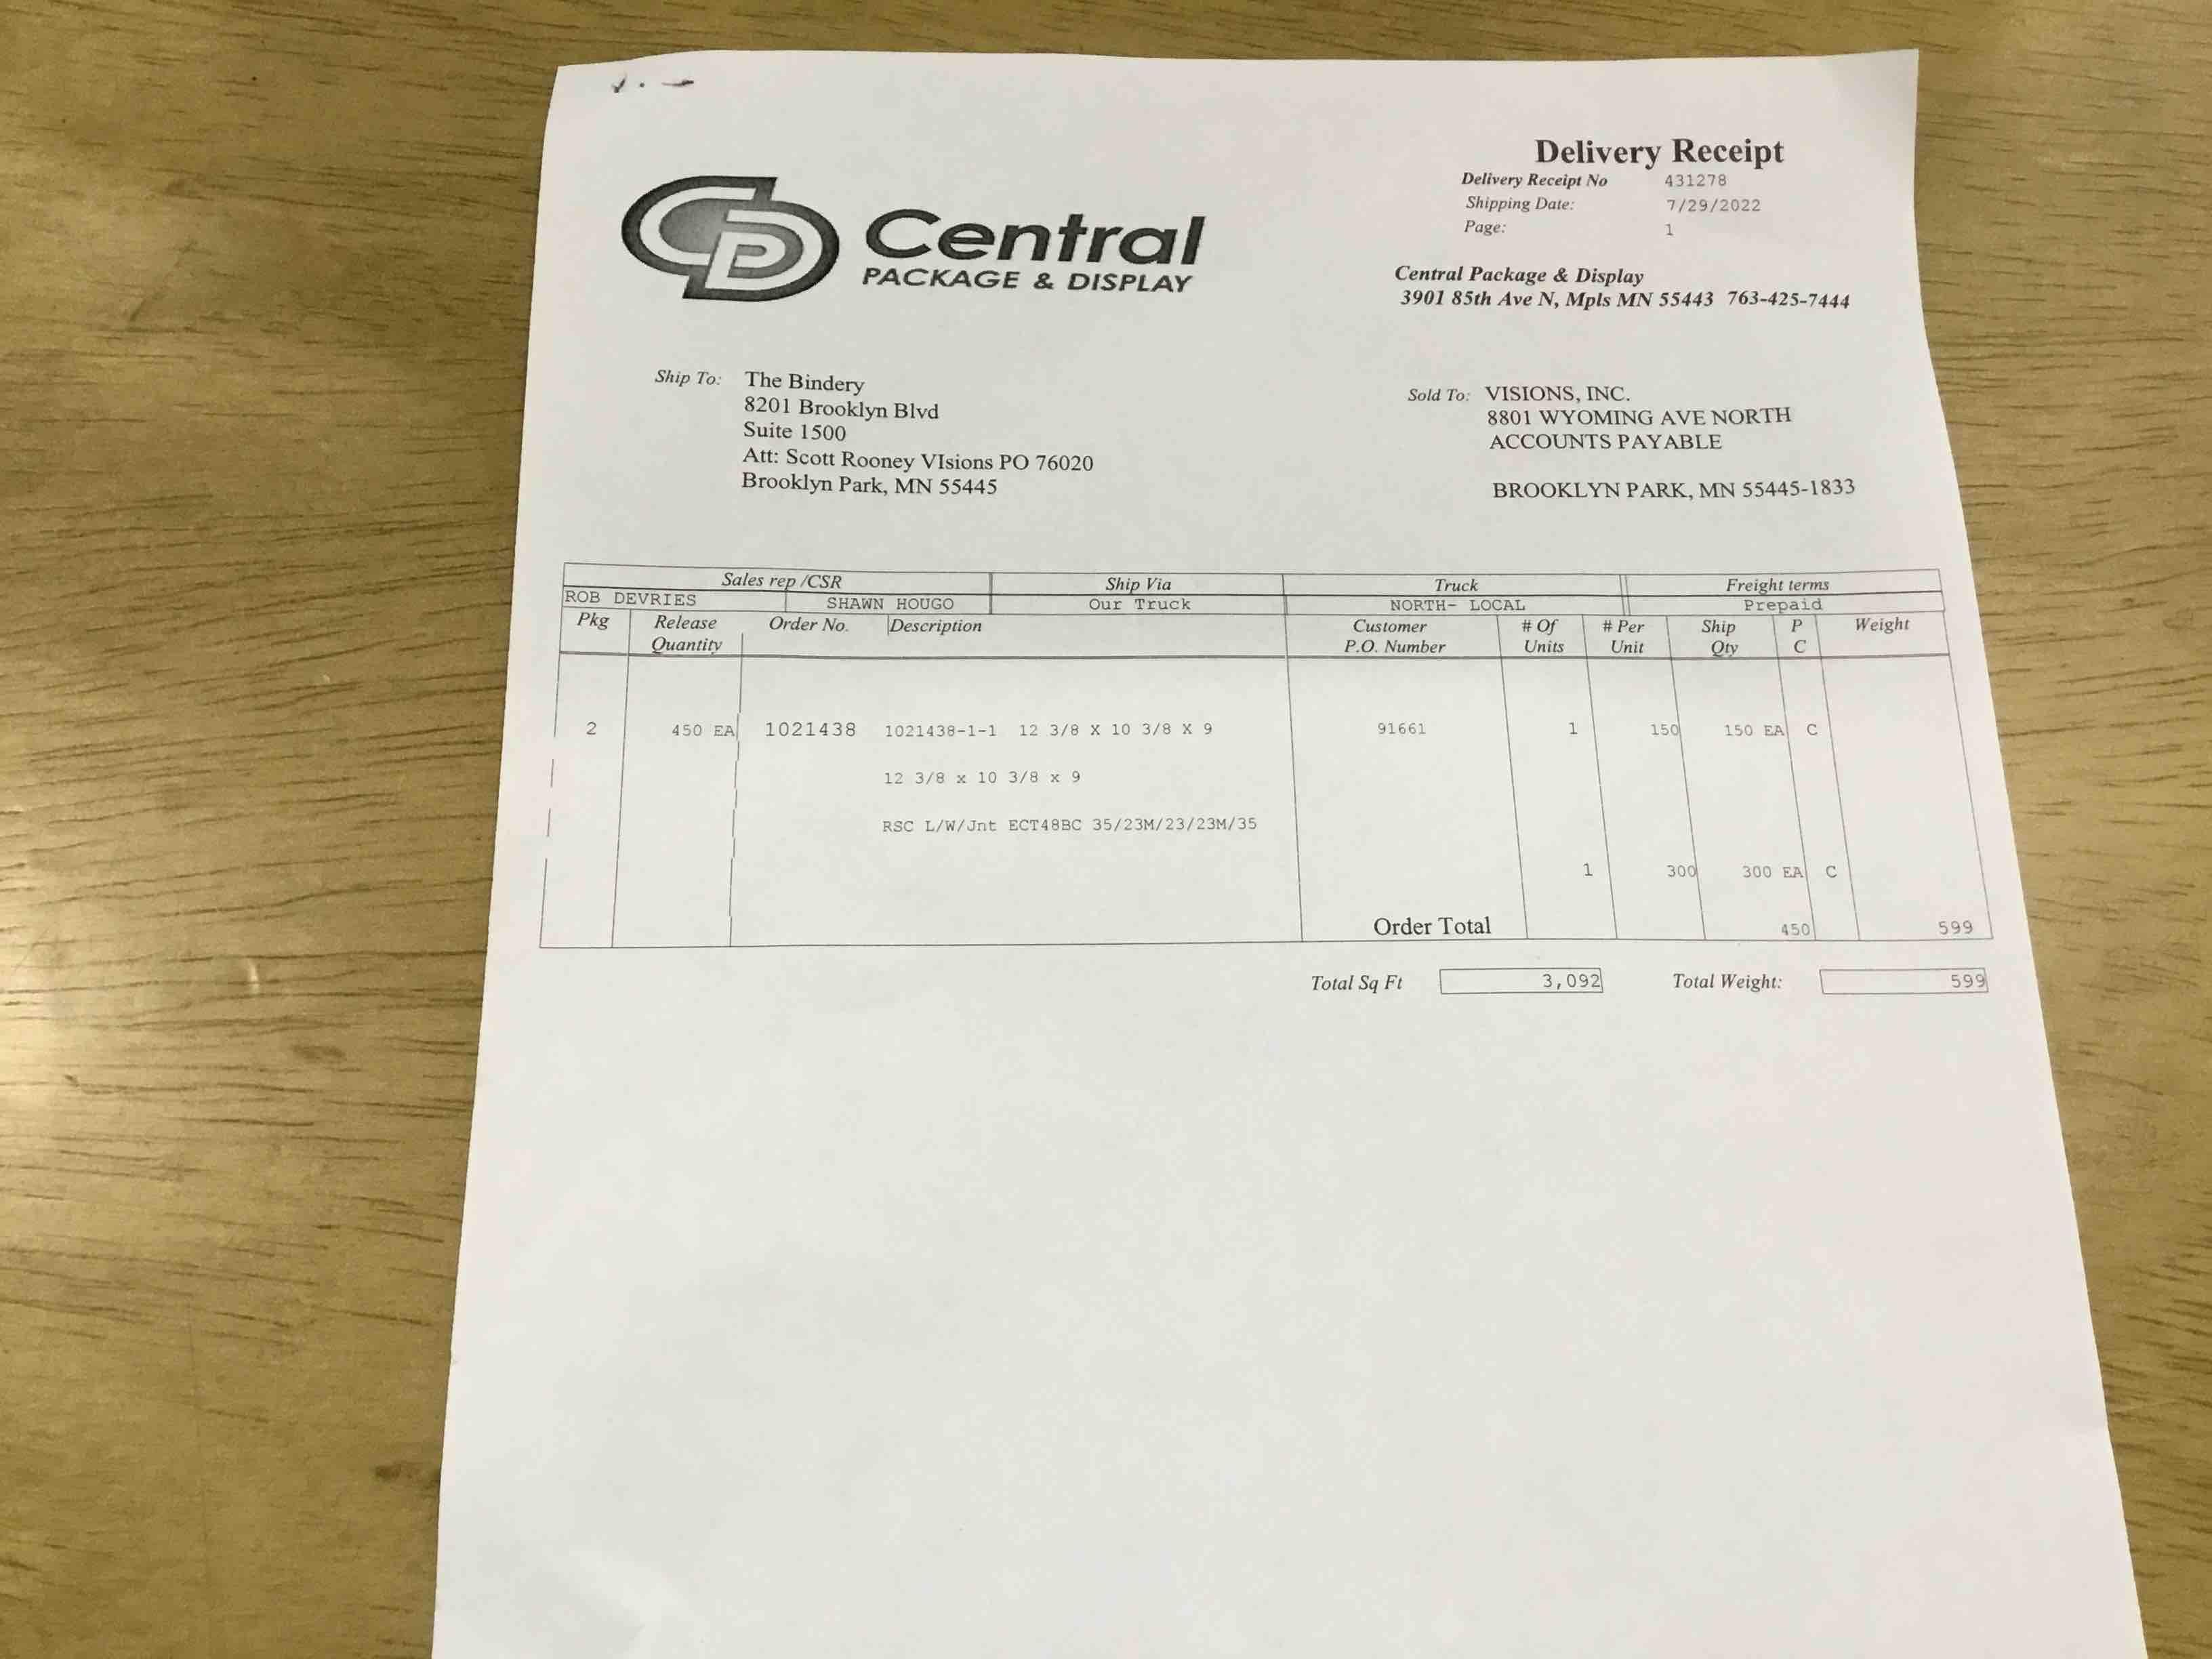 Delivery Receipt
Delivery Receipt No 431278
Shipping Date: 7/29/2022
Page: 1
Central
PACKAGE & DISPLAY
Central Package & Display
3901 85th Ave N, Mpls MN 55443 763-425-7444
Ship To: The Bindery
8201 Brooklyn Blvd
Suite 1500
Att: Scott Rooney VIsions PO 76020
Brooklyn Park, MN 55445
Sold To: VISIONS, INC.
8801 WYOMING AVE NORTH
ACCOUNTS PAYABLE
BROOKLYN PARK, MN 55445-1833
Sales rep /CSR Ship Via Truck Freight terms
ROB DEVRIES SHAWN HOUGO Our Truck NORTH- LOCAL Prepaid
Pkg Release Order No. Description Customer # Of # Per Ship P Weight
Quantity P.O. Number Units Unit Qty C
2 450 EA 1021438 1021438-1-1 12 3/8 X 10 3/8 X 9 91661 1 150 150 EA C
12 3/8 x 10 3/8 x 9
RSC L/W/Jnt ECT48BC 35/23M/23/23M/35
1 300 300 EA C
Order Total 450 599
Total Sq Ft 3,092 Total Weight: 599